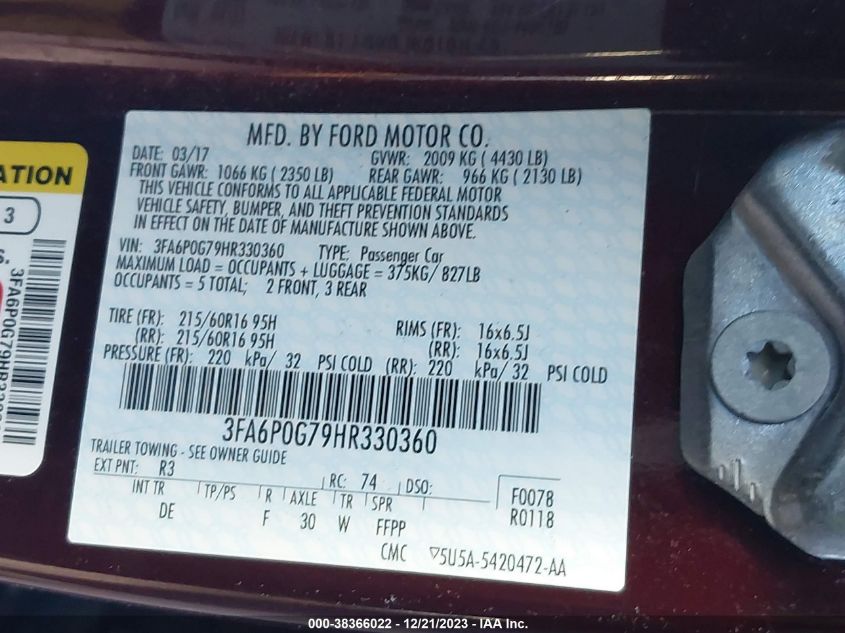 MFD. BY FORD MOTOR CO.
DATE: 03/17 GVWR: 2009 KG ( 4430 LB)
FRONT GAWR: 1066 KG ( 2350 LB) REAR GAWR: 966 KG ( 2130 LB)
THIS VEHICLE CONFORMS TO ALL APPLICABLE FEDERAL MOTOR
VEHICLE SAFETY, BUMPER, AND THEFT PREVENTION STANDARDS
IN EFFECT ON THE DATE OF MANUFACTURE SHOWN ABOVE.
VIN: 3FA6P0G79HR330360 TYPE: Passenger Car
MAXIMUM LOAD = OCCUPANTS + LUGGAGE = 375KG/ 827LB
OCCUPANTS = 5 TOTAL; 2 FRONT, 3 REAR
TIRE (FR): 215/60R16 95H RIMS (FR): 16x6.5J
(RR): 215/60R16 95H (RR): 16x6.5J
PRESSURE (FR): 220 kPa/ 32 PSI COLD (RR): 220 kPa/ 32 PSI COLD
3FA6P0G79HR330360
TRAILER TOWING - SEE OWNER GUIDE
EXT PNT: R3 RC: 74 DSO: F0078
INT TR TP/PS R AXLE TR SPR R0118
DE F 30 W FFPP
CMC ▽5U5A-5420472-AA
ATION
3
000-38366022 - 12/21/2023 - IAA Inc.